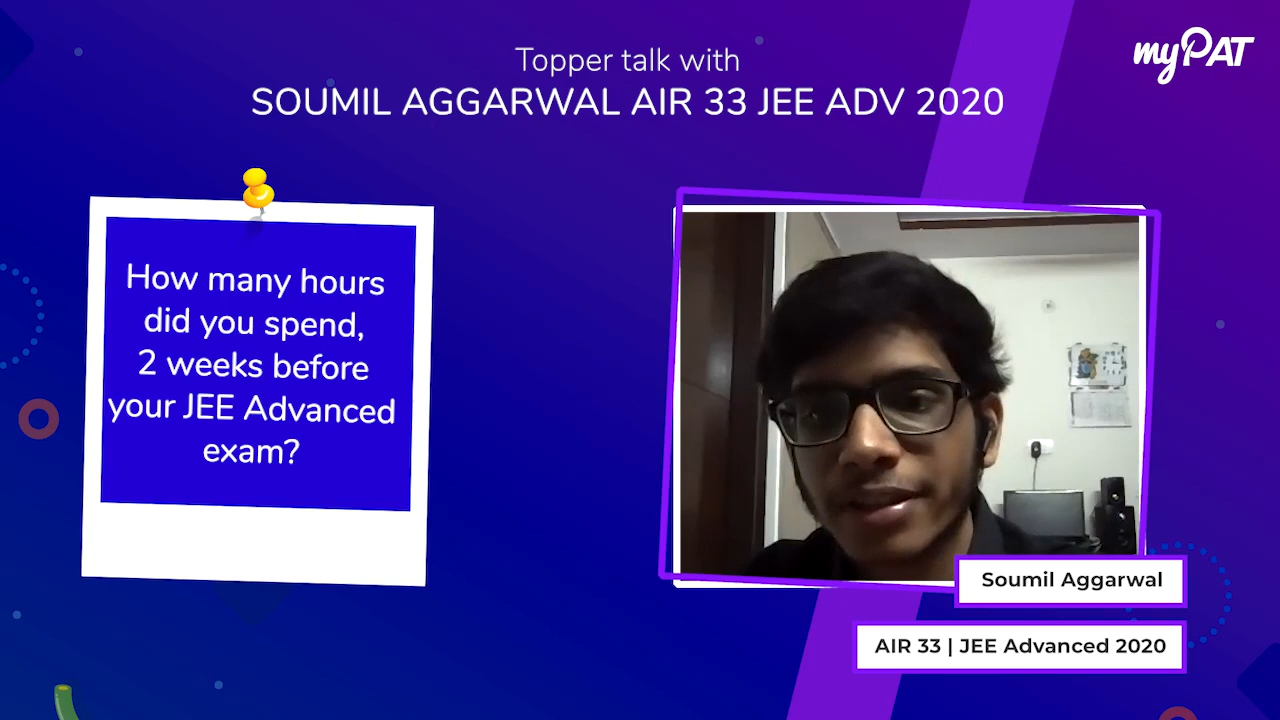 myPAT
Topper talk with
SOUMIL AGGARWAL AIR 33 JEE ADV 2020
How many hours
did you spend,
2 weeks before
your JEE Advanced
exam?
Soumil Aggarwal
AIR 33 | JEE Advanced 2020